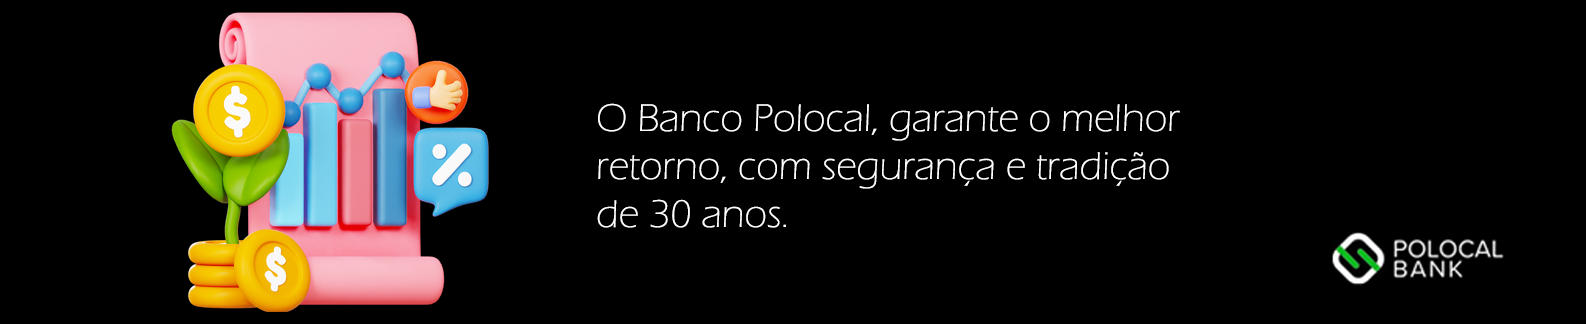 O Banco Polocal, garante o melhor
retorno, com segurança e tradição
de 30 anos.
POLOCAL
BANK